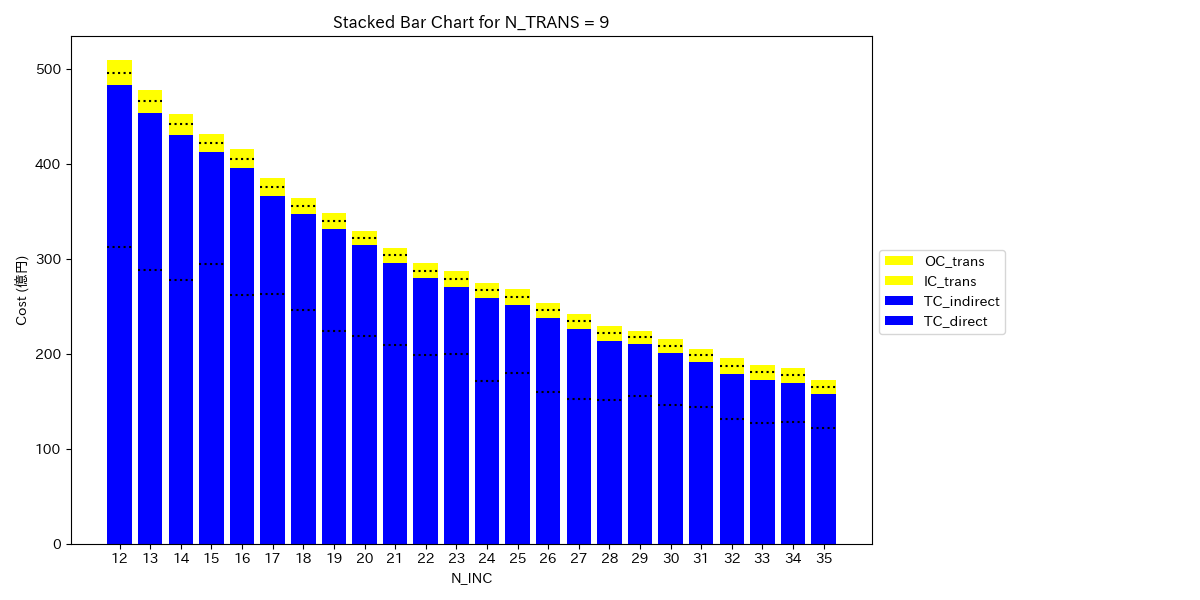 Stacked Bar Chart for N_TRANS = 9
Cost (億円)
500
400
300
200
100
0
12 13 14 15 16 17 18 19 20 21 22 23 24 25 26 27 28 29 30 31 32 33 34 35
N_INC
OC_trans
IC_trans
TC_indirect
TC_direct